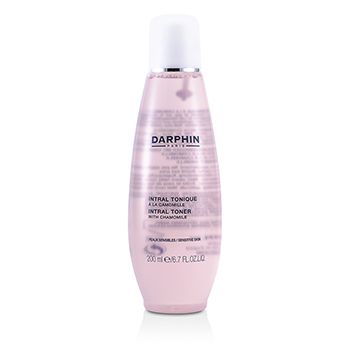 DARPHIN
PARIS
INTRAL TONIQUE
A LA CAMOMILLE
INTRAL TONER
WITH CHAMOMILE
PEAUX SENSIBLES/SENSITIVE SKIN
200 ml ℮/6.7 FL.OZ.LIQ